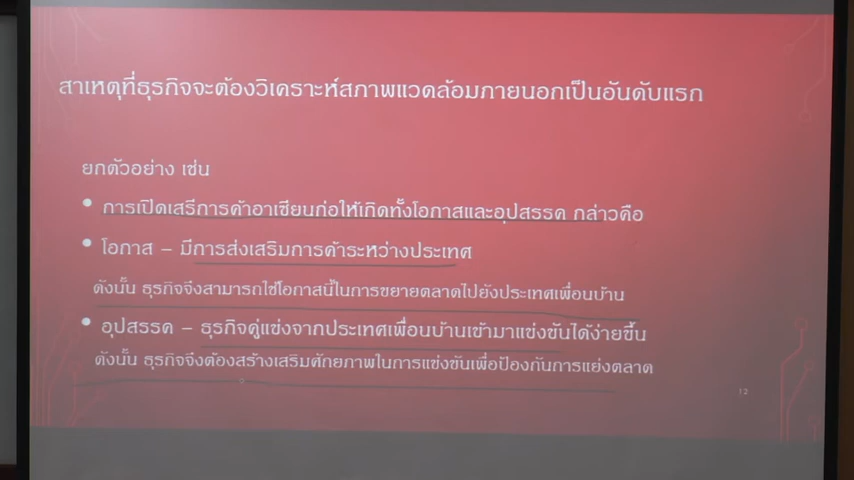 สาเหตุที่ธุรกิจจะต้องวิเคราะห์สภาพแวดล้อมภายนอกเป็นอันดับแรก
ยกตัวอย่าง เช่น
• การเปิดเสรีการค้าอาเซียนก่อให้เกิดทั้งโอกาสและอุปสรรค กล่าวคือ
• โอกาส – มีการส่งเสริมการค้าระหว่างประเทศ
ดังนั้น ธุรกิจจึงสามารถใช้โอกาสนี้ในการขยายตลาดไปยังประเทศเพื่อนบ้าน
• อุปสรรค – ธุรกิจคู่แข่งจากประเทศเพื่อนบ้านเข้ามาแข่งขันได้ง่ายขึ้น
ดังนั้น ธุรกิจจึงต้องสร้างเสริมศักยภาพในการแข่งขันเพื่อป้องกันการแย่งตลาด
12